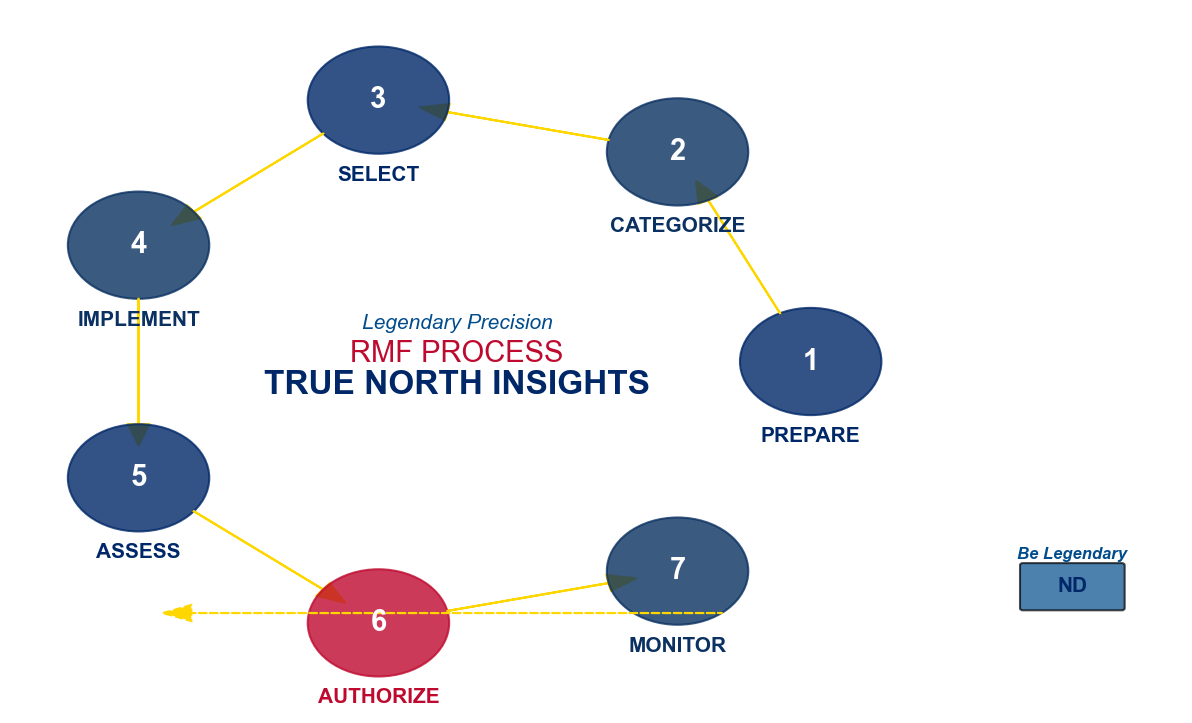 3
SELECT
2
CATEGORIZE
4
IMPLEMENT
Legendary Precision
RMF PROCESS
TRUE NORTH INSIGHTS
1
PREPARE
5
ASSESS
7
MONITOR
6
AUTHORIZE
Be Legendary
ND